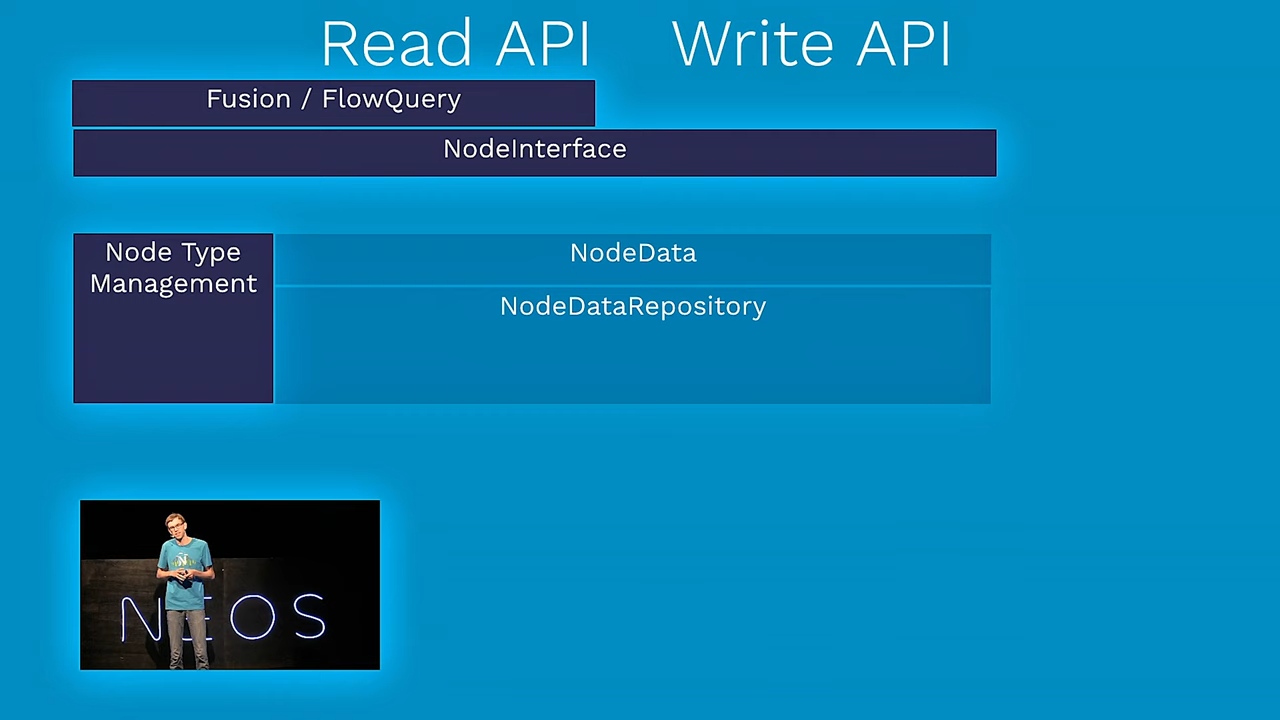 Read API Write API
Fusion / FlowQuery
NodeInterface
Node Type
Management
NodeData
NodeDataRepository
NEOS